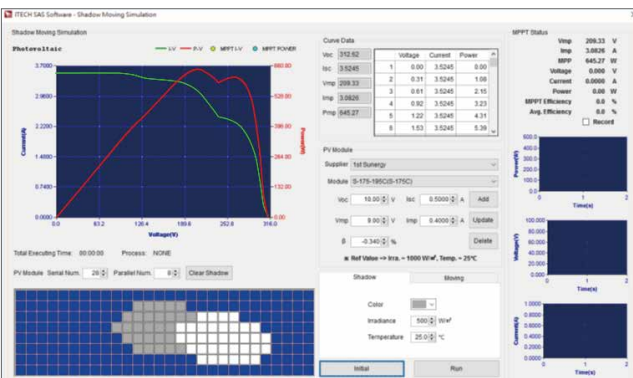 ITECH SAS Software - Shadow Moving Simulation
Shadow Moving Simulation
Photovoltaic
I-V P-V MPPT I-V MPPT POWER
3.7000 660.00
2.9600 528.00
2.2200 396.00
1.4800 264.00
0.7400 132.00
0.0000 0.00
0.0 63.2 126.4 189.6 252.8 316.0
Current(A)
Power(W)
Voltage(V)
Total Executing Time: 00:00:00 Process: NONE
PV Module Serial Num. Parallel Num. Clear Shadow
Curve Data
Voc 312.62
Isc 3.5245
Vmp 209.33
Imp 3.0826
Pmp 645.27
Voltage Current Power
1 0.00 3.5245 0.00
2 0.31 3.5245 1.08
3 0.61 3.5245 2.15
4 0.92 3.5245 3.23
5 1.22 3.5245 4.31
6 1.53 3.5245 5.39
PV Module
Supplier 1st Sunergy
Module S-175-195C(S-175C)
Voc 10.00 V Isc 0.5000 A Add
Vmp 9.00 V Imp 0.4000 A Update
β -0.340 % Delete
Ref Value => Irra. = 1000 W/㎡, Temp. = 25°C
Shadow Moving
Color
Irradiance 500 W/㎡
Temperature 25.0 °C
Initial Run
MPPT Status
Vmp 209.33 V
Imp 3.0826 A
MPP 645.27 W
Voltage 0.000 V
Current 0.0000 A
Power 0.00 W
MPPT Efficiency 0.0 %
Avg. Efficiency 0.0 %
Record
600.0
500.0
400.0
300.0
200.0
100.0
0.0
Power(W)
Time(s)
100.000
80.000
60.000
40.000
20.000
0.000
Voltage(V)
Time(s)
1.0000
0.8000
0.6000
0.4000
0.2000
0.0000
Current(A)
Time(s)